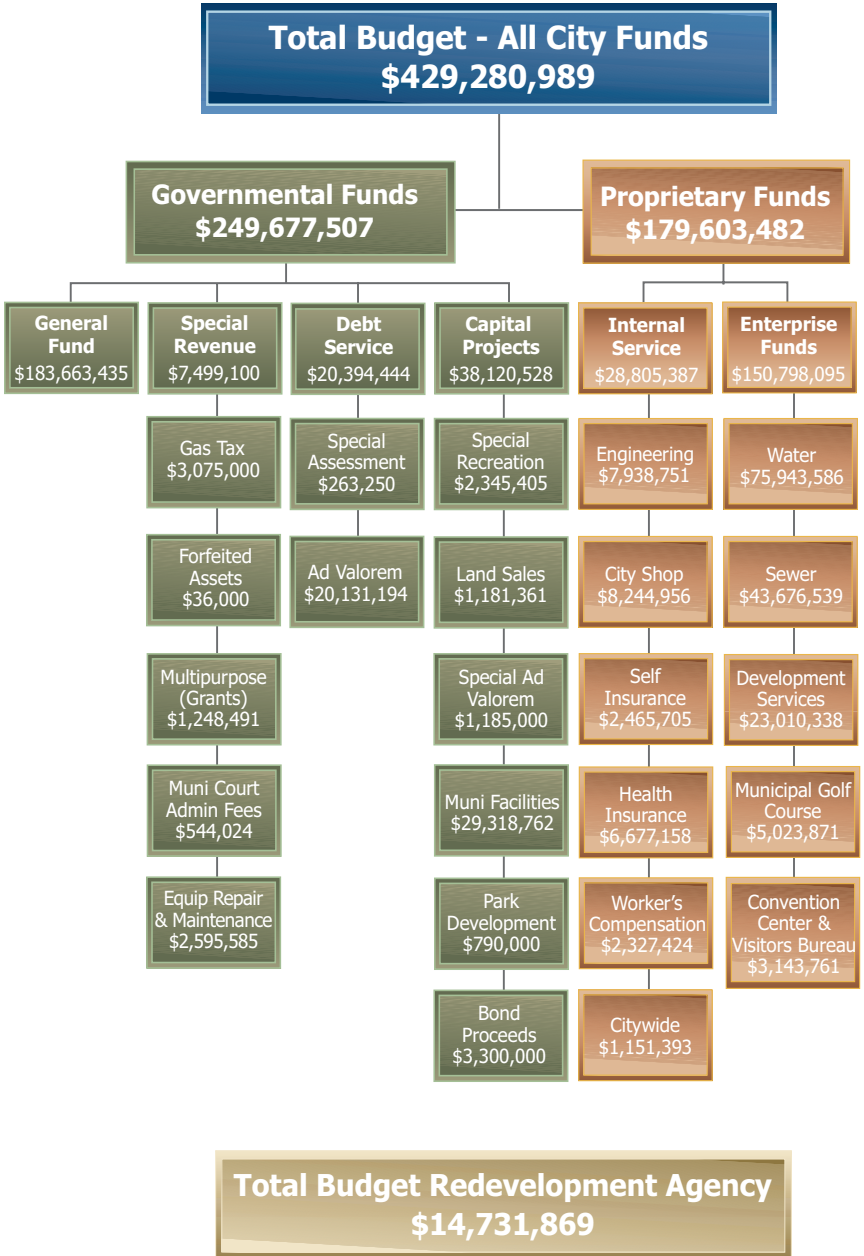 Total Budget - All City Funds
$429,280,989
Governmental Funds
$249,677,507
Proprietary Funds
$179,603,482
General
Fund
$183,663,435
Special
Revenue
$7,499,100
Debt
Service
$20,394,444
Capital
Projects
$38,120,528
Internal
Service
$28,805,387
Enterprise
Funds
$150,798,095
Gas Tax
$3,075,000
Special
Assessment
$263,250
Special
Recreation
$2,345,405
Engineering
$7,938,751
Water
$75,943,586
Forfeited
Assets
$36,000
Ad Valorem
$20,131,194
Land Sales
$1,181,361
City Shop
$8,244,956
Sewer
$43,676,539
Multipurpose
(Grants)
$1,248,491
Special Ad
Valorem
$1,185,000
Self
Insurance
$2,465,705
Development
Services
$23,010,338
Muni Court
Admin Fees
$544,024
Muni Facilities
$29,318,762
Health
Insurance
$6,677,158
Municipal Golf
Course
$5,023,871
Equip Repair
& Maintenance
$2,595,585
Park
Development
$790,000
Worker's
Compensation
$2,327,424
Convention
Center &
Visitors Bureau
$3,143,761
Bond
Proceeds
$3,300,000
Citywide
$1,151,393
Total Budget Redevelopment Agency
$14,731,869